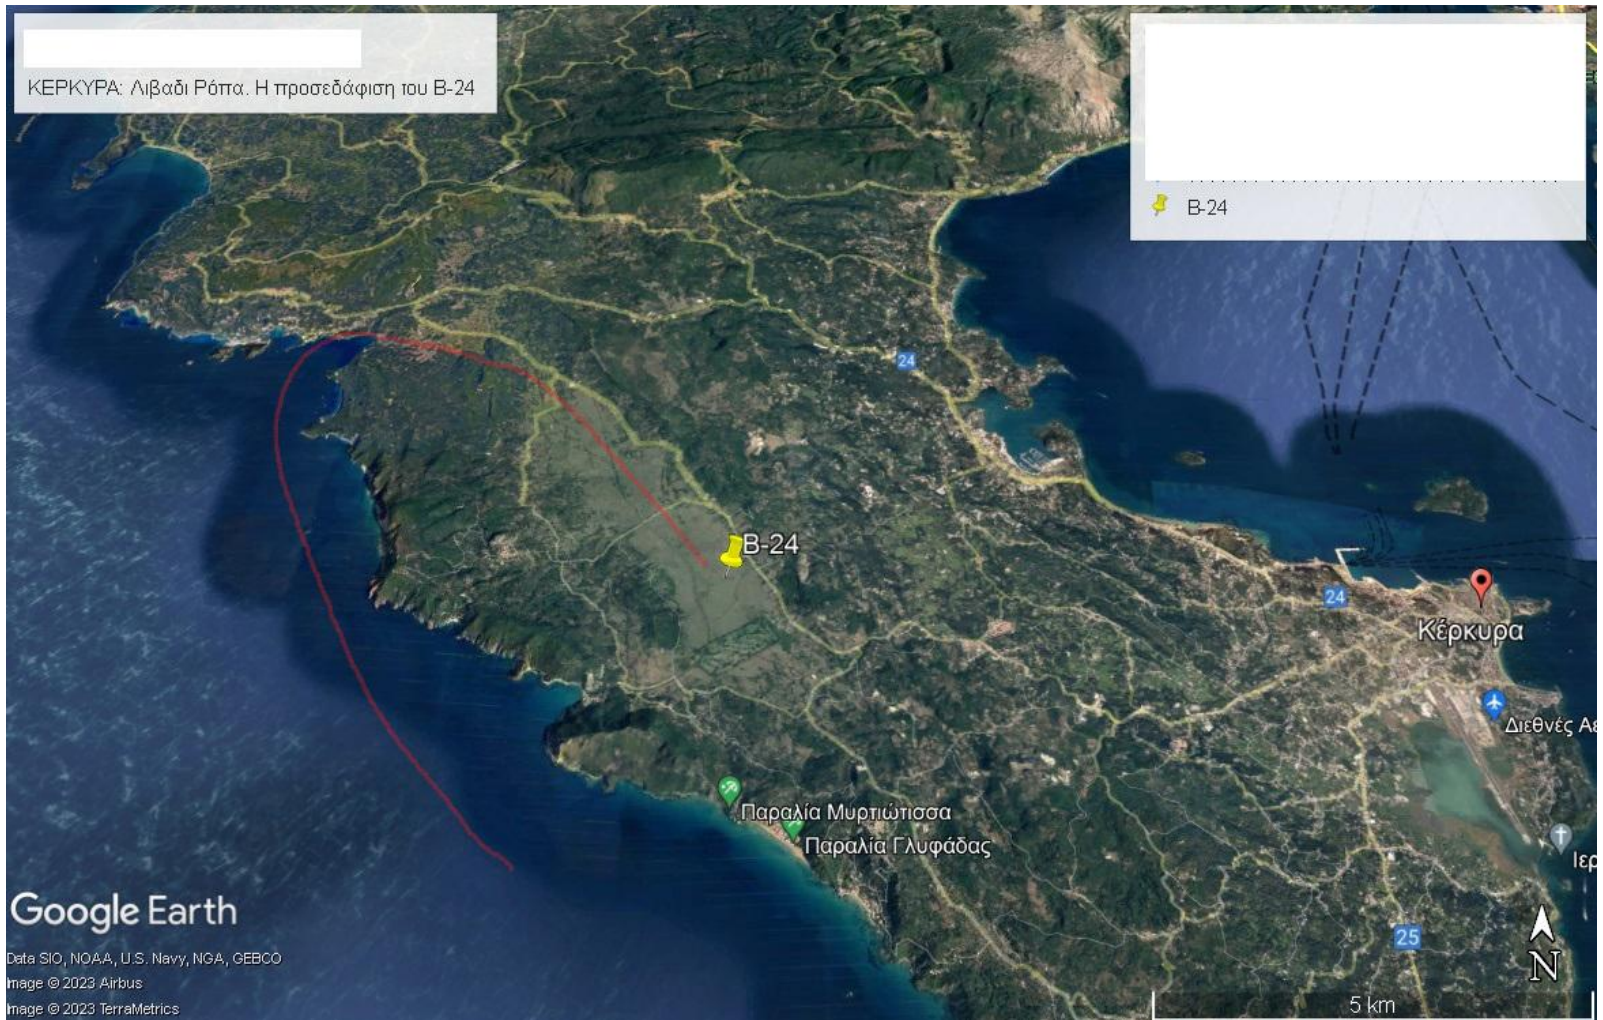 ΚΕΡΚΥΡΑ: Λιβαδι Ρόπα. Η προσεδάφιση του Β-24
B-24
24
B-24
24
Κέρκυρα
Διεθνές Αε
Παραλία Μυρτιώτισσα
Παραλία Γλυφάδας
Ιερ
Google Earth
25
N
Data SIO, NOAA, U.S. Navy, NGA, GEBCO
Image © 2023 Airbus
Image © 2023 TerraMetrics
5 km